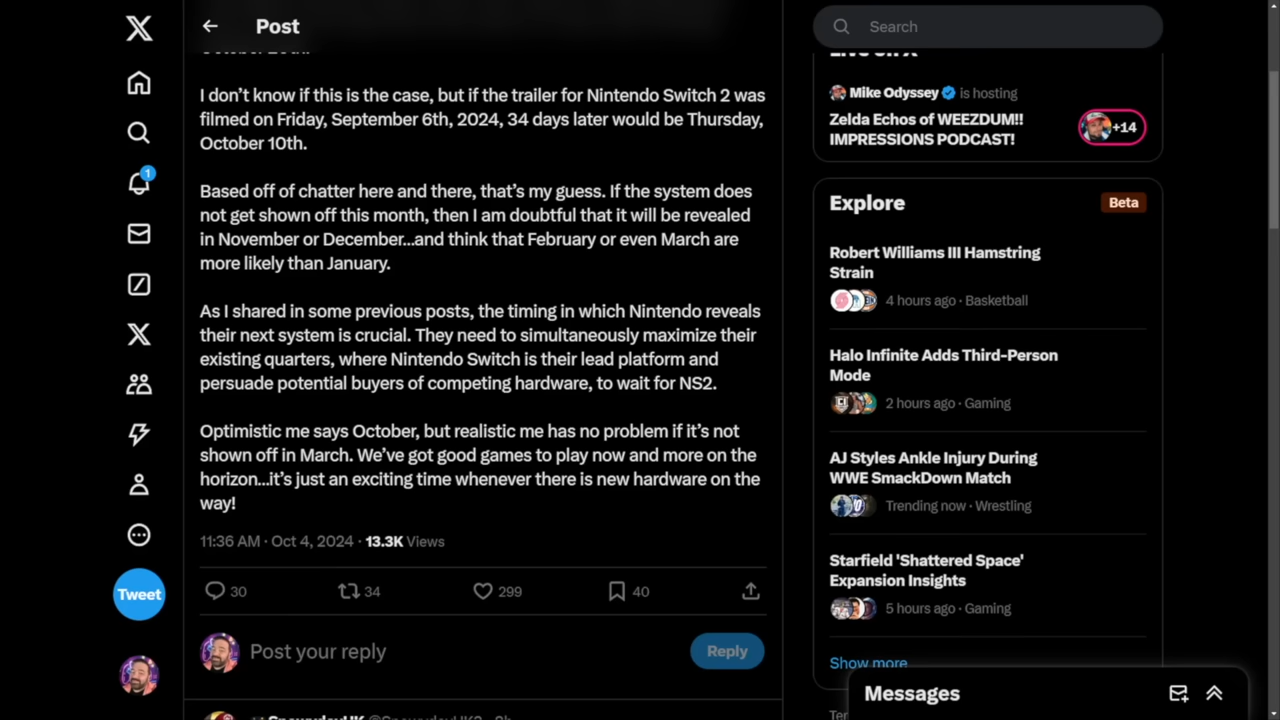 Post
I don’t know if this is the case, but if the trailer for Nintendo Switch 2 was
filmed on Friday, September 6th, 2024, 34 days later would be Thursday,
October 10th.
Based off of chatter here and there, that’s my guess. If the system does
not get shown off this month, then I am doubtful that it will be revealed
in November or December...and think that February or even March are
more likely than January.
As I shared in some previous posts, the timing in which Nintendo reveals
their next system is crucial. They need to simultaneously maximize their
existing quarters, where Nintendo Switch is their lead platform and
persuade potential buyers of competing hardware, to wait for NS2.
Optimistic me says October, but realistic me has no problem if it’s not
shown off in March. We’ve got good games to play now and more on the
horizon...it’s just an exciting time whenever there is new hardware on the
way!
11:36 AM · Oct 4, 2024 · 13.3K Views
30
34
299
40
Post your reply
Reply
1
Tweet
Search
Live on X
Mike Odyssey is hosting
Zelda Echos of WEEZDUM!!
IMPRESSIONS PODCAST!
+14
Explore
Beta
Robert Williams III Hamstring
Strain
4 hours ago · Basketball
Halo Infinite Adds Third-Person
Mode
2 hours ago · Gaming
AJ Styles Ankle Injury During
WWE SmackDown Match
Trending now · Wrestling
Starfield 'Shattered Space'
Expansion Insights
5 hours ago · Gaming
Show more
Messages